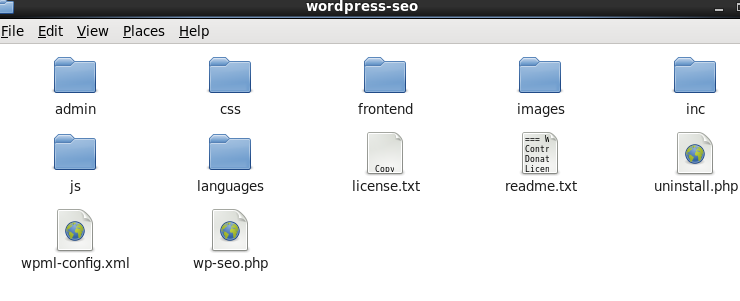 wordpress-seo
File Edit View Places Help
admin css frontend images inc
=== W
Contr
Donat
Licen
Copy
js languages license.txt readme.txt uninstall.php
wpml-config.xml wp-seo.php